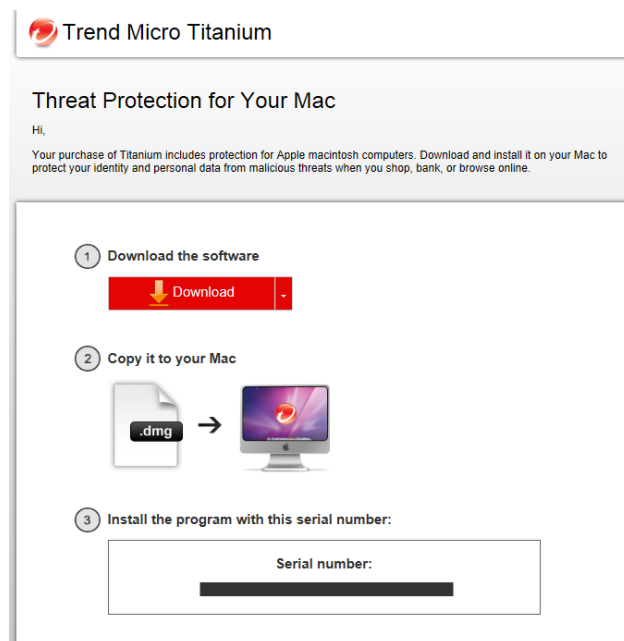 Trend Micro Titanium
Threat Protection for Your Mac
Hi,
Your purchase of Titanium includes protection for Apple macintosh computers. Download and install it on your Mac to
protect your identity and personal data from malicious threats when you shop, bank, or browse online.
1 Download the software
Download
2 Copy it to your Mac
.dmg
3 Install the program with this serial number:
Serial number: